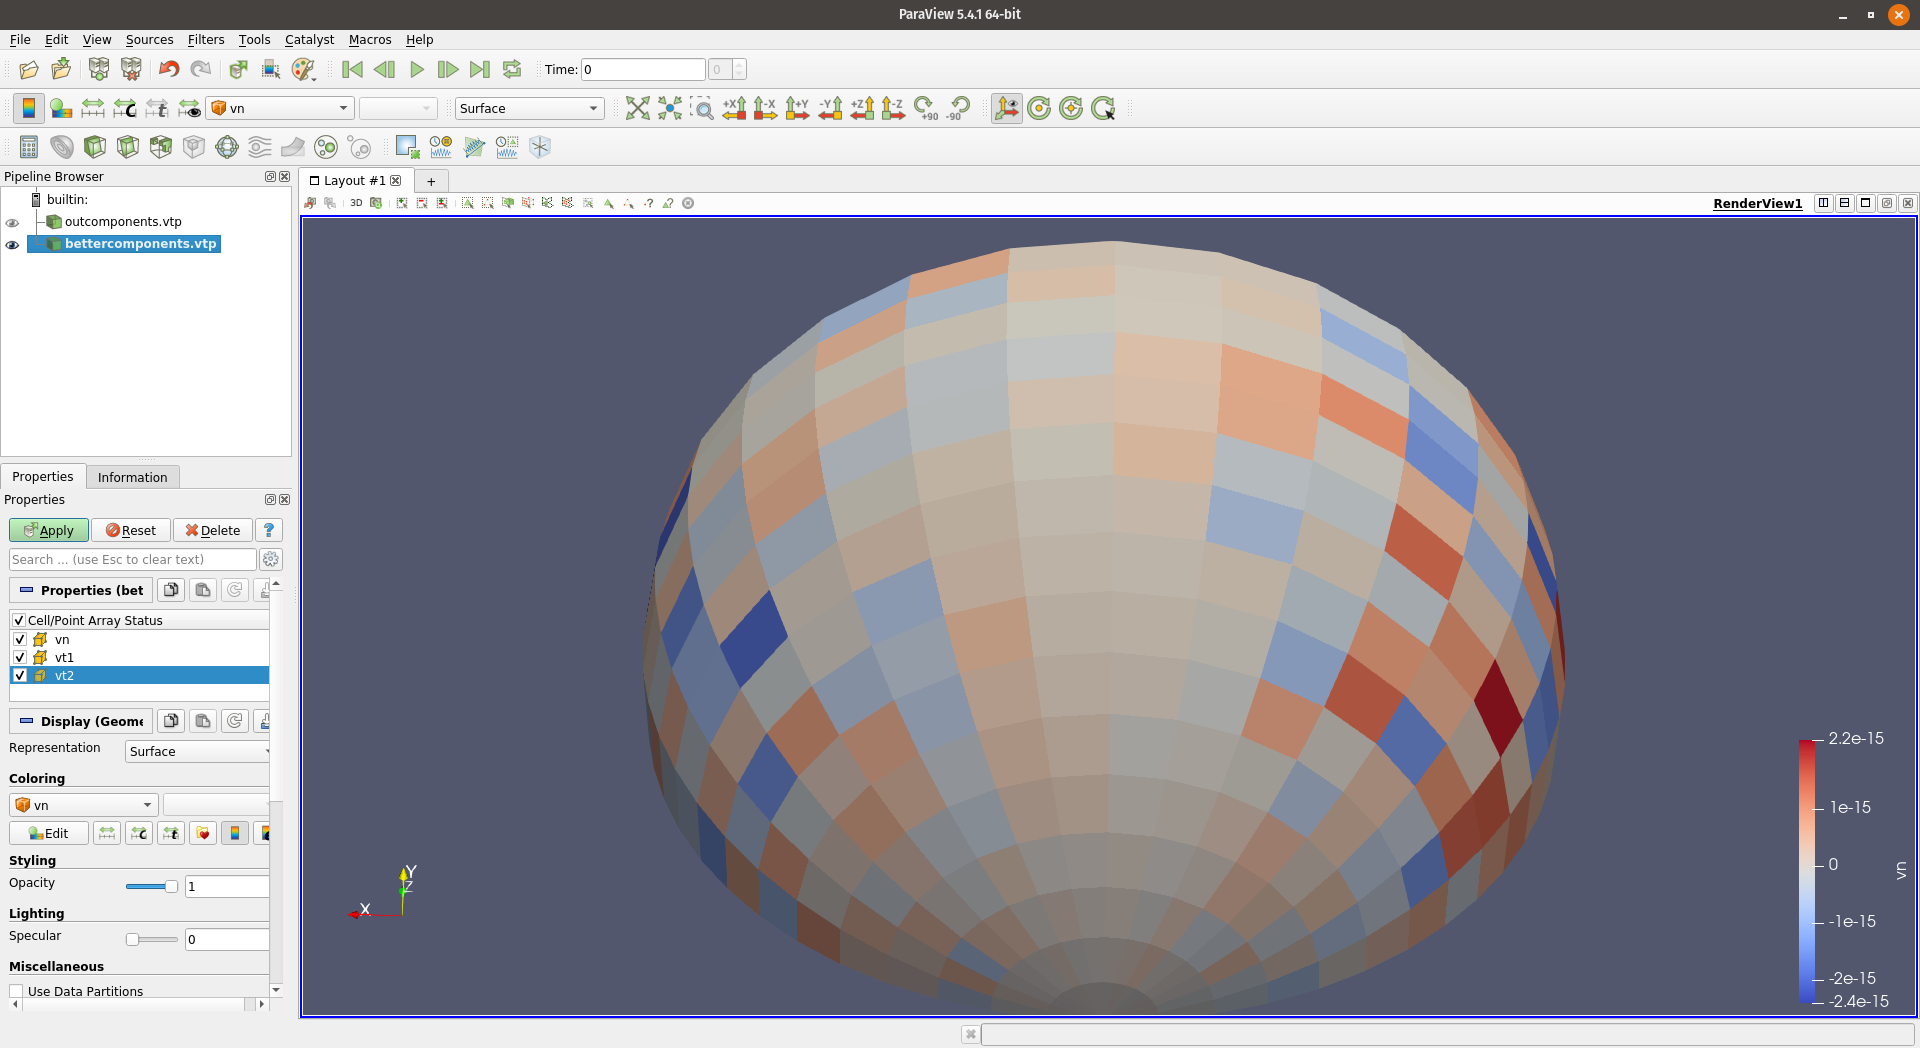 ParaView 5.4.1 64-bit
File Edit View Sources Filters Tools Catalyst Macros Help
Time: 0 0
vn Surface +X -X +Y -Y +Z -Z +90 -90
Pipeline Browser
builtin:
outcomponents.vtp
bettercomponents.vtp
Layout #1 +
3D
RenderView1
Properties Information
Properties
Apply Reset Delete ?
Search ... (use Esc to clear text)
Properties (bet
Cell/Point Array Status
vn
vt1
vt2
Display (Geome
Representation Surface
Coloring
vn
Edit
Styling
Opacity 1
Lighting
Specular 0
Miscellaneous
Use Data Partitions
Y
Z
X
2.2e-15
1e-15
0
-1e-15
-2e-15
-2.4e-15
vn